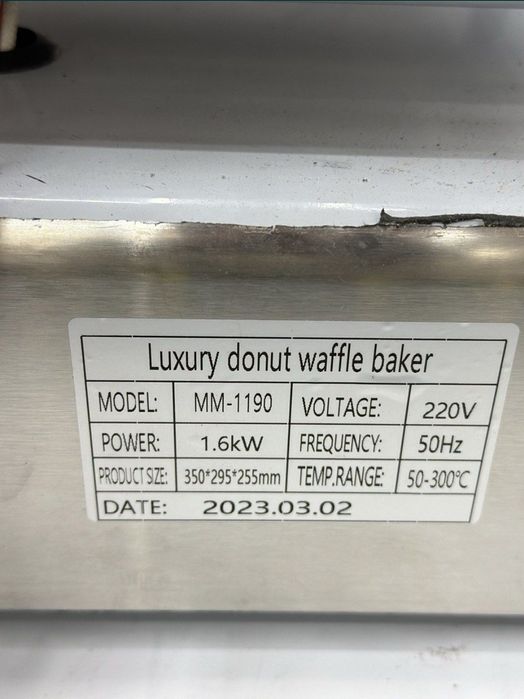 Luxury donut waffle baker
MODEL: MM-1190 VOLTAGE: 220V
POWER: 1.6kW FREQUENCY: 50Hz
PRODUCT SIZE: 350*295*255mm TEMP.RANGE: 50-300℃
DATE: 2023.03.02